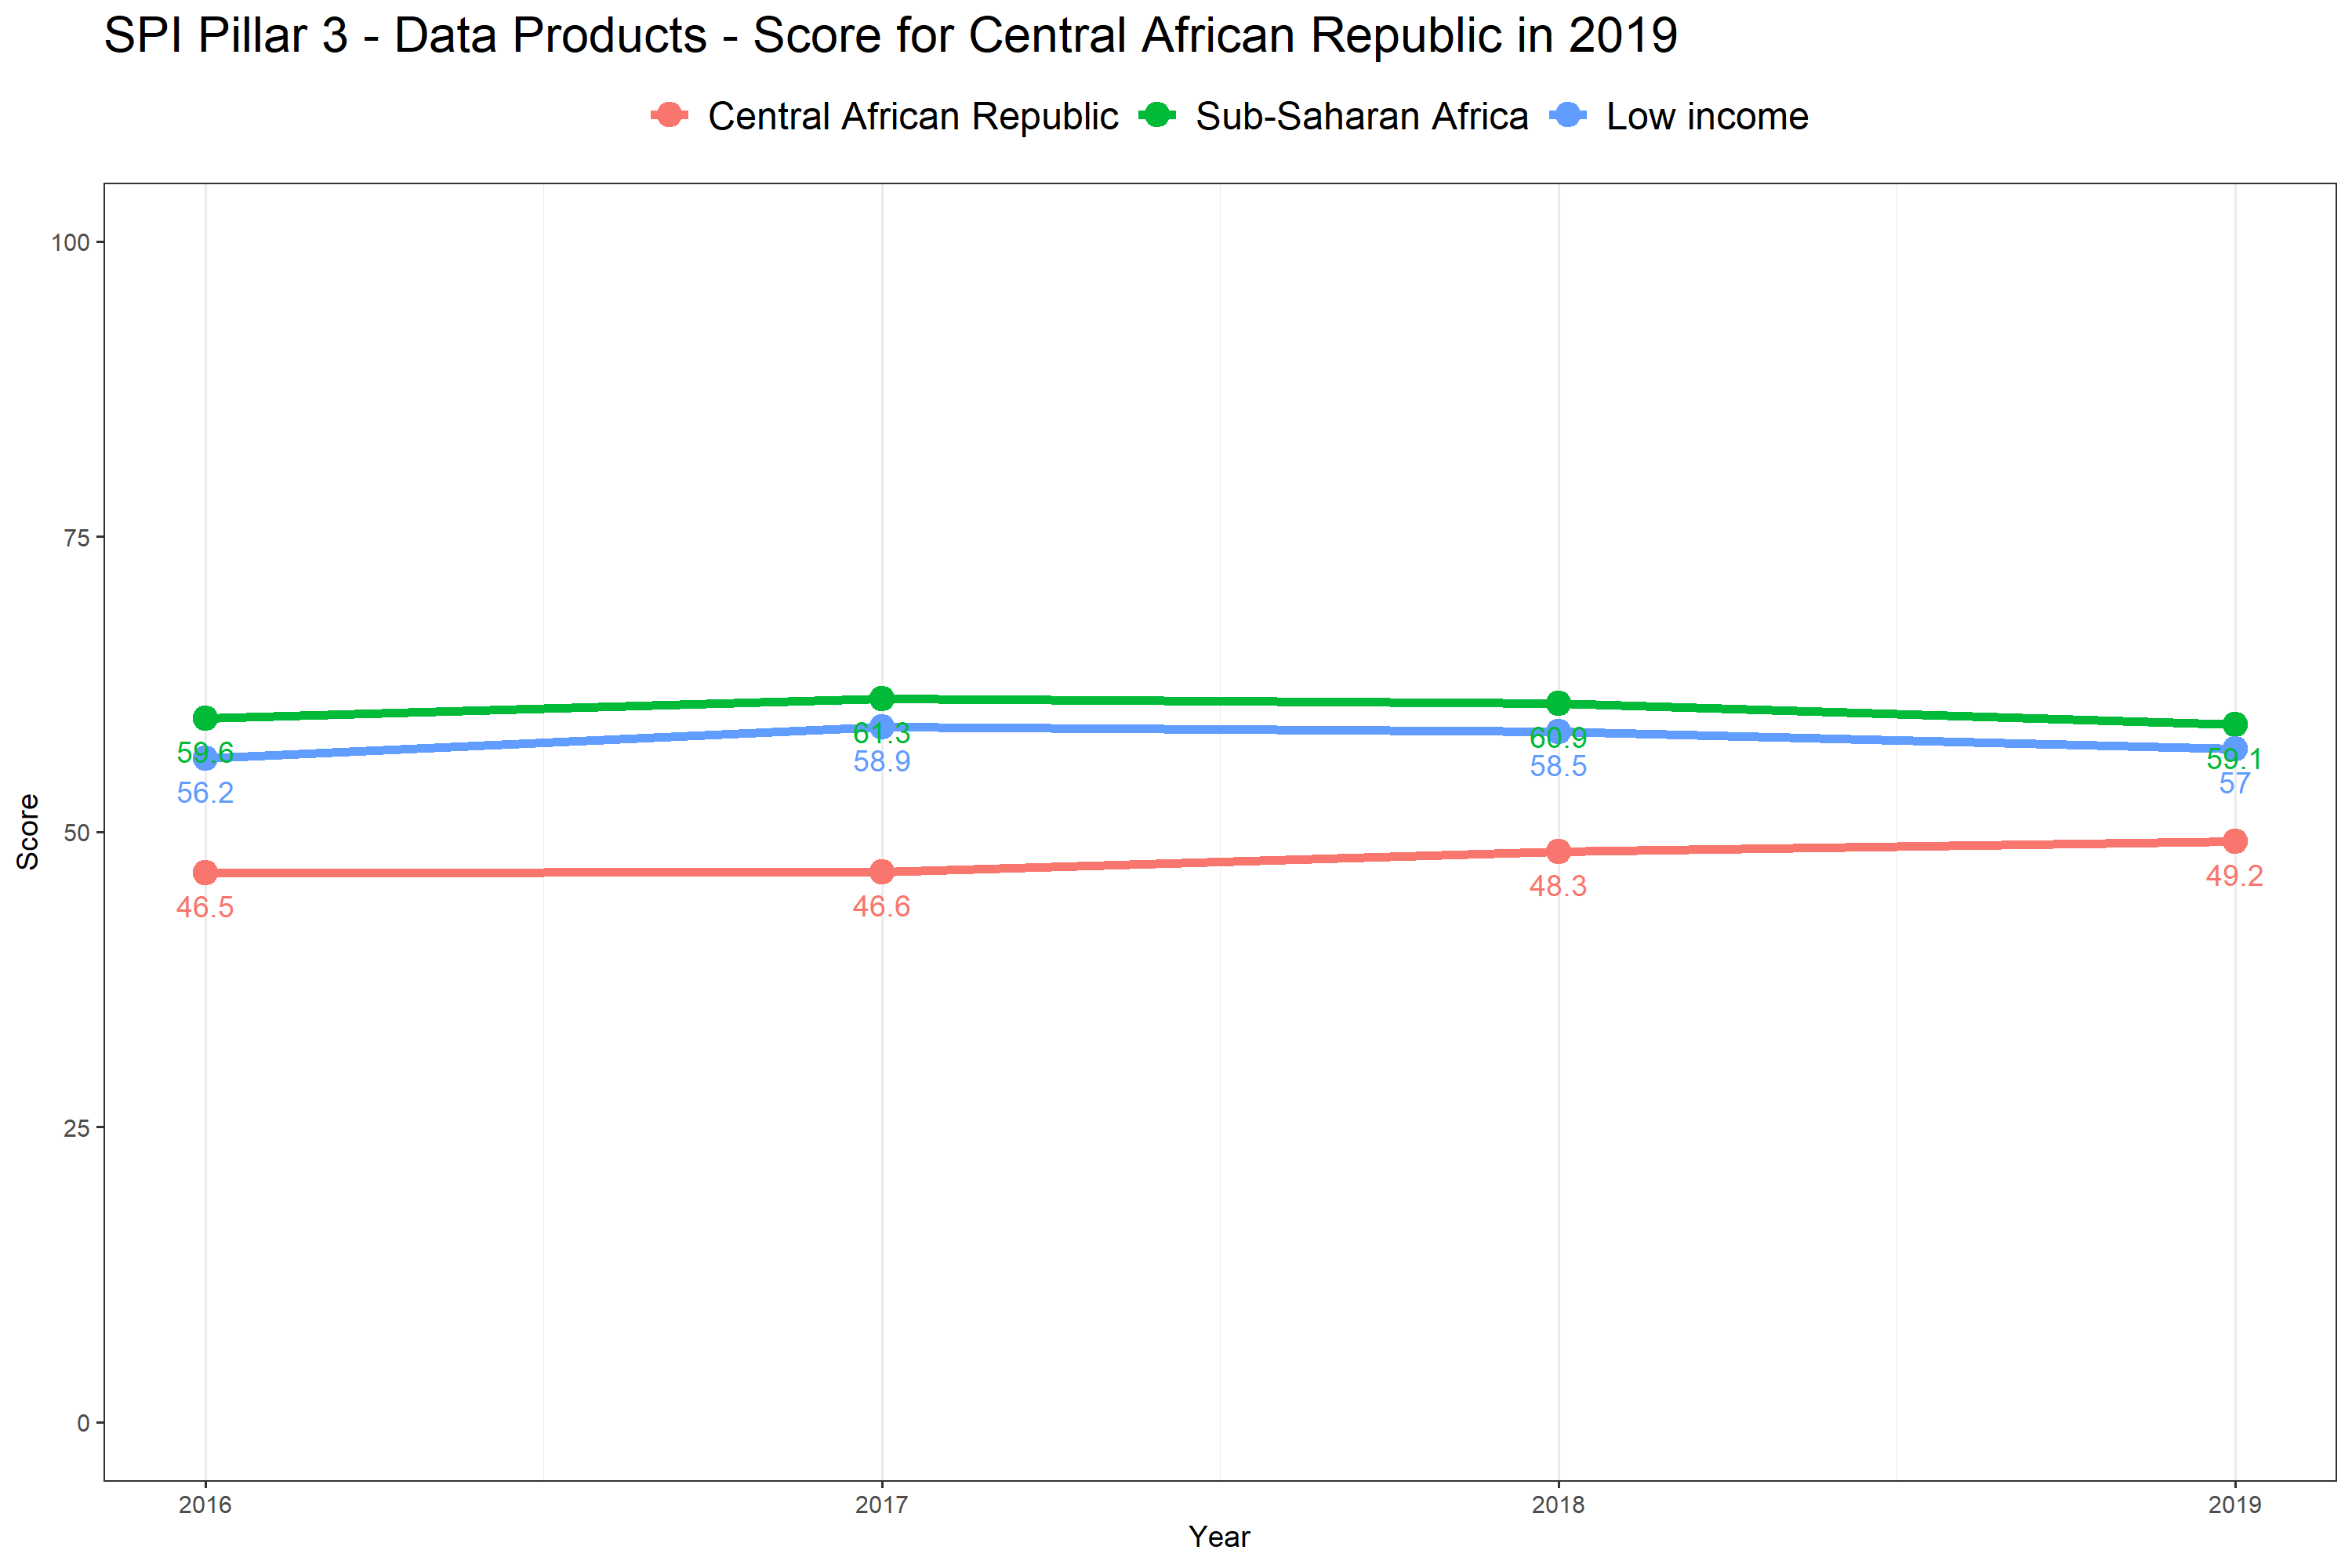 SPI Pillar 3 - Data Products - Score for Central African Republic in 2019
Central African Republic Sub-Saharan Africa Low income
100
75
50
25
0
Score
59.6 61.3 60.9 59.1
56.2 58.9 58.5 57
46.5 46.6 48.3 49.2
2016 2017 2018 2019
Year